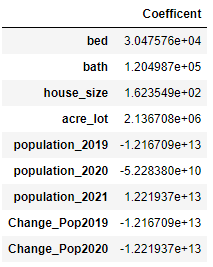 Coefficent
bed 3.047576e+04
bath 1.204987e+05
house_size 1.623549e+02
acre_lot 2.136708e+06
population_2019 -1.216709e+13
population_2020 -5.228380e+10
population_2021 1.221937e+13
Change_Pop2019 -1.216709e+13
Change_Pop2020 -1.221937e+13